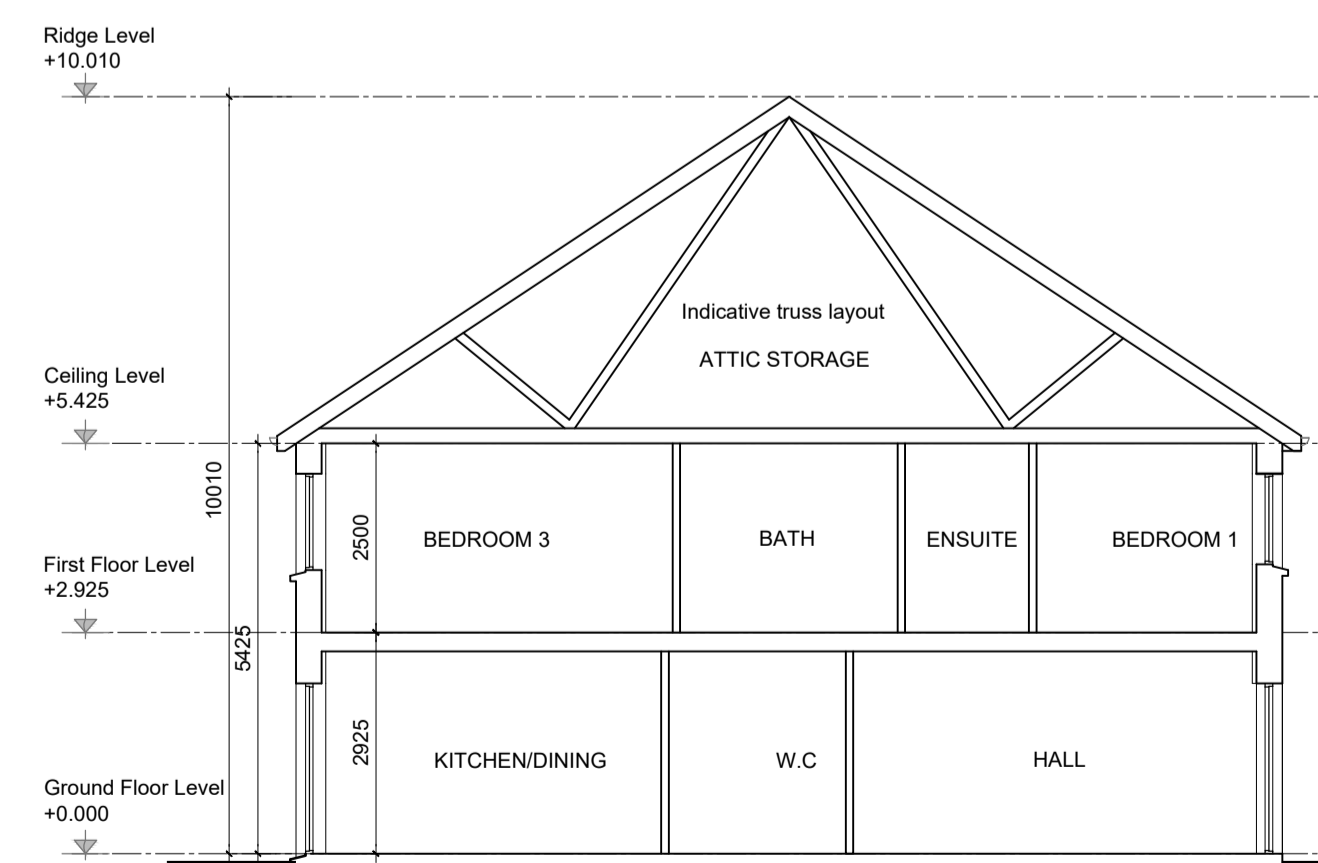 Ridge Level
+10.010
Indicative truss layout
ATTIC STORAGE
Ceiling Level
+5.425
10010
2500
BEDROOM 3
BATH
ENSUITE
BEDROOM 1
First Floor Level
+2.925
5425
2925
KITCHEN/DINING
W.C
HALL
Ground Floor Level
+0.000